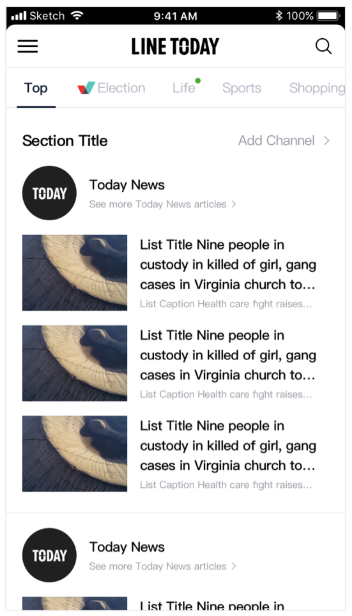 Sketch 9:41 AM 100%
LINE TODAY
Top Election Life Sports Shopping
Section Title Add Channel >
TODAY Today News
See more Today News articles >
List Title Nine people in
custody in killed of girl, gang
cases in Virginia church to...
List Caption Health care fight raises...
List Title Nine people in
custody in killed of girl, gang
cases in Virginia church to...
List Caption Health care fight raises...
List Title Nine people in
custody in killed of girl, gang
cases in Virginia church to...
List Caption Health care fight raises...
TODAY Today News
See more Today News articles >
List Title Nine people in